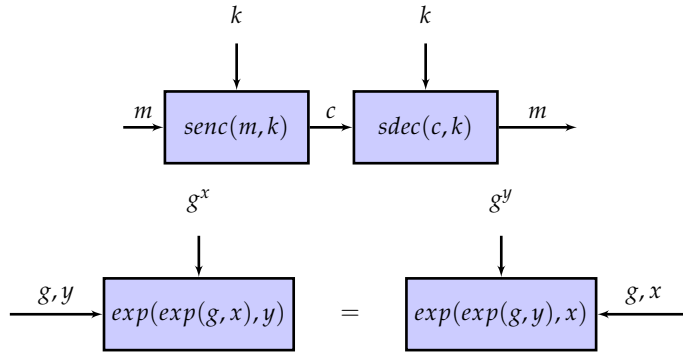 k k
m senc(m, k) c sdec(c, k) m
g^x g^y
g, y exp(exp(g, x), y) = exp(exp(g, y), x) g, x